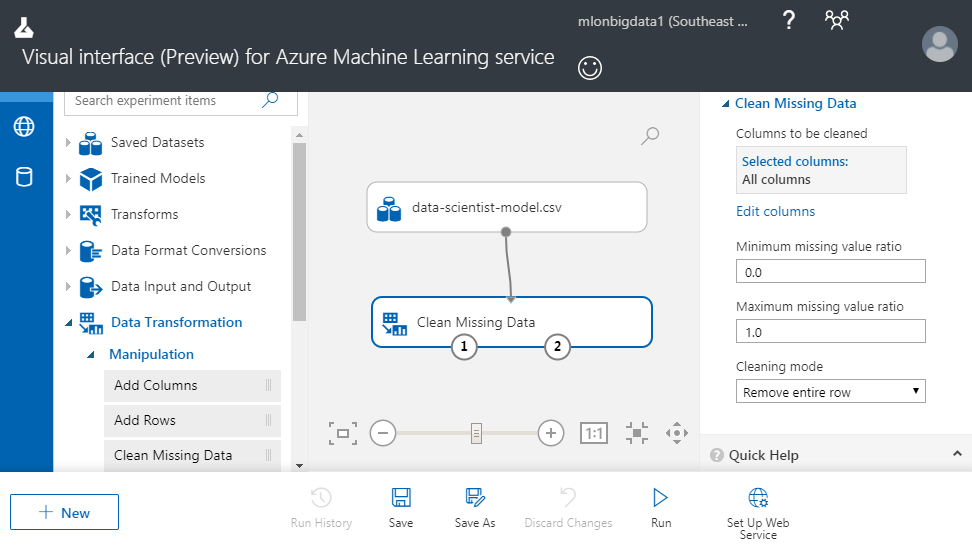 mlonbigdata1 (Southeast ...
?
Visual interface (Preview) for Azure Machine Learning service
Search experiment items
Saved Datasets
Trained Models
Transforms
Data Format Conversions
Data Input and Output
Data Transformation
Manipulation
Add Columns
Add Rows
Clean Missing Data
data-scientist-model.csv
Clean Missing Data
1
2
1:1
Clean Missing Data
Columns to be cleaned
Selected columns:
All columns
Edit columns
Minimum missing value ratio
0.0
Maximum missing value ratio
1.0
Cleaning mode
Remove entire row
? Quick Help
+ New
Run History
Save
Save As
Discard Changes
Run
Set Up Web
Service